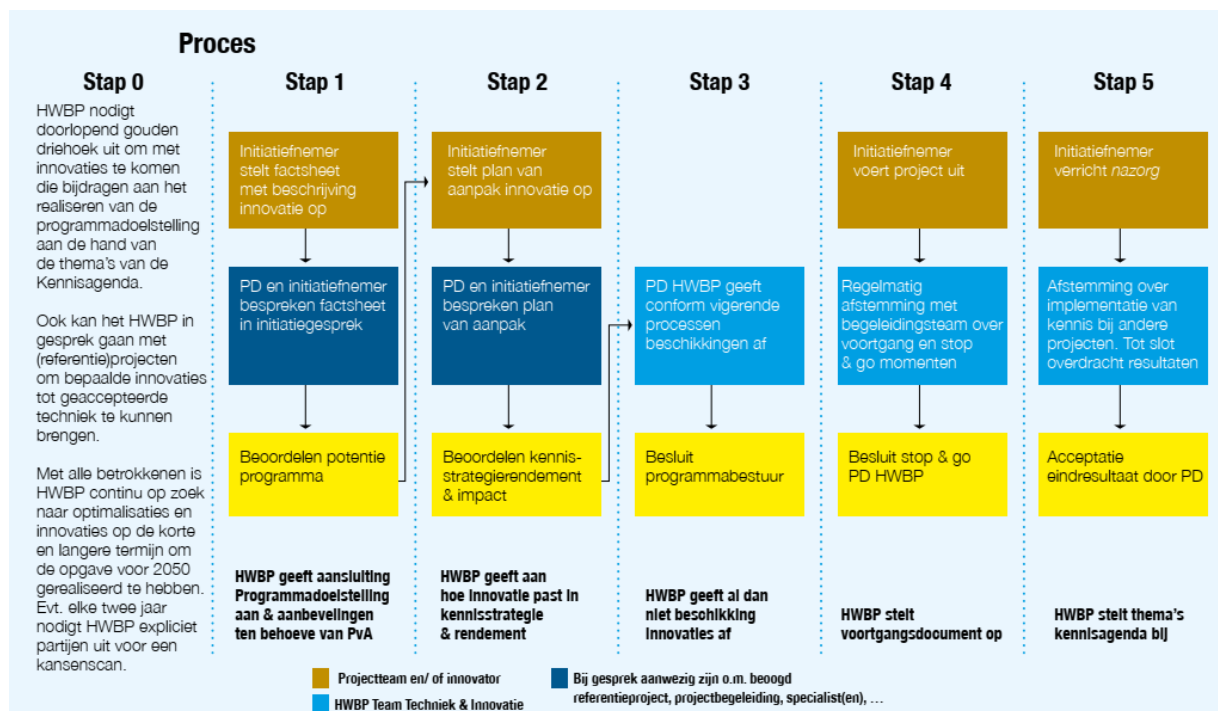 Proces
Stap 0
HWBP nodigt
doorlopend gouden
driehoek uit om met
innovaties te komen
die bijdragen aan het
realiseren van de
programmadoelstelling
aan de hand van
de thema's van de
Kennisagenda.
Ook kan het HWBP in
gesprek gaan met
(referentie)projecten
om bepaalde innovaties
tot geaccepteerde
techniek te kunnen
brengen.
Met alle betrokkenen is
HWBP continu op zoek
naar optimalisaties en
innovaties op de korte
en langere termijn om
de opgave voor 2050
gerealiseerd te hebben.
Evt. elke twee jaar
nodigt HWBP expliciet
partijen uit voor een
kansenscan.
Stap 1
Initiatiefnemer
stelt factsheet
met beschrijving
innovatie op
PD en initiatiefnemer
bespreken factsheet
in initiatiegesprek
Beoordelen potentie
programma
HWBP geeft aansluiting
Programmadoelstelling
aan & aanbevelingen
ten behoeve van PvA
Stap 2
Initiatiefnemer
stelt plan van
aanpak innovatie op
PD en initiatiefnemer
bespreken plan
van aanpak
Beoordelen kennis-
strategierendement
& impact
HWBP geeft aan
hoe innovatie past in
kennisstrategie
& rendement
Stap 3
PD HWBP geeft
conform vigerende
processen
beschikkingen af
Besluit
programmabestuur
HWBP geeft al dan
niet beschikking
innovaties af
Stap 4
Initiatiefnemer
voert project uit
Regelmatig
afstemming met
begeleidingsteam over
voortgang en stop
& go momenten
Besluit stop & go
PD HWBP
HWBP stelt
voortgangsdocument op
Stap 5
Initiatiefnemer
verricht nazorg
Afstemming over
implementatie van
kennis bij andere
projecten. Tot slot
overdracht resultaten
Acceptatie
eindresultaat door PD
HWBP stelt thema's
kennisagenda bij
Projectteam en/ of innovator
HWBP Team Techniek & Innovatie
Bij gesprek aanwezig zijn o.m. beoogd
referentieproject, projectbegeleiding, specialist(en), ...